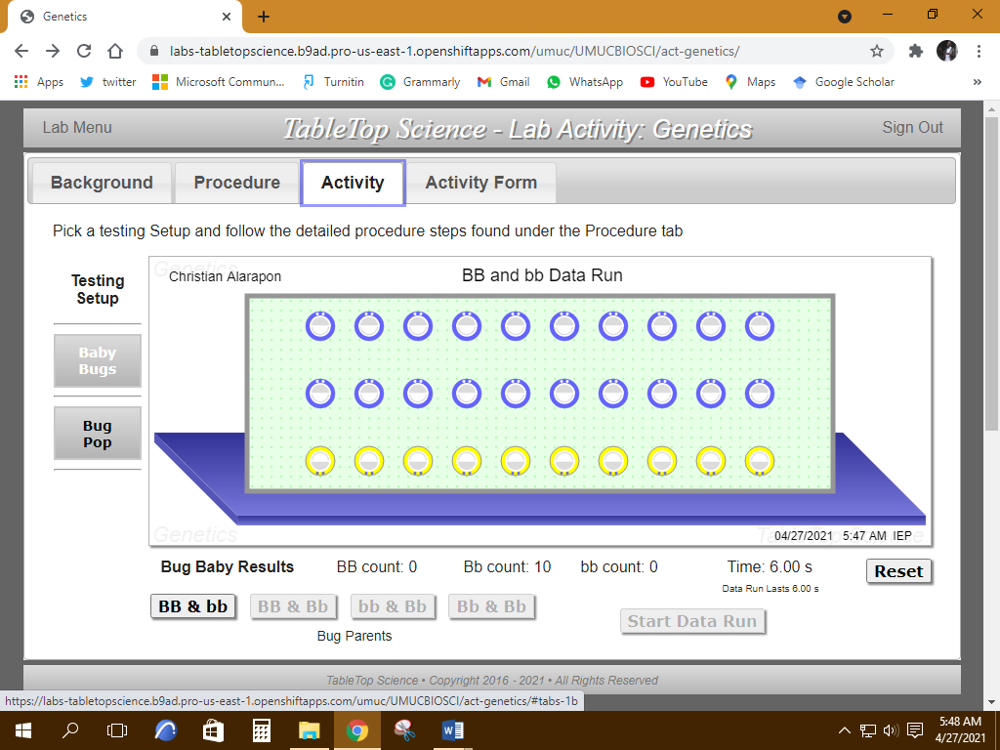 Genetics
labs-tabletopscience.b9ad.pro-us-east-1.openshiftapps.com/umuc/UMUCBIOSCI/act-genetics/
Apps twitter Microsoft Commun... Turnitin Grammarly Gmail WhatsApp YouTube Maps Google Scholar »
Lab Menu TableTop Science - Lab Activity: Genetics Sign Out
Background Procedure Activity Activity Form
Pick a testing Setup and follow the detailed procedure steps found under the Procedure tab
Testing
Setup
Baby
Bugs
Bug
Pop
Genetics
Christian Alarapon BB and bb Data Run
Genetics
04/27/2021 5:47 AM IEP
Bug Baby Results BB count: 0 Bb count: 10 bb count: 0 Time: 6.00 s Reset
Data Run Lasts 6.00 s
BB & bb BB & Bb bb & Bb Bb & Bb
Start Data Run
Bug Parents
TableTop Science • Copyright 2016 - 2021 • All Rights Reserved
https://labs-tabletopscience.b9ad.pro-us-east-1.openshiftapps.com/umuc/UMUCBIOSCI/act-genetics/#tabs-1b
5:48 AM
4/27/2021